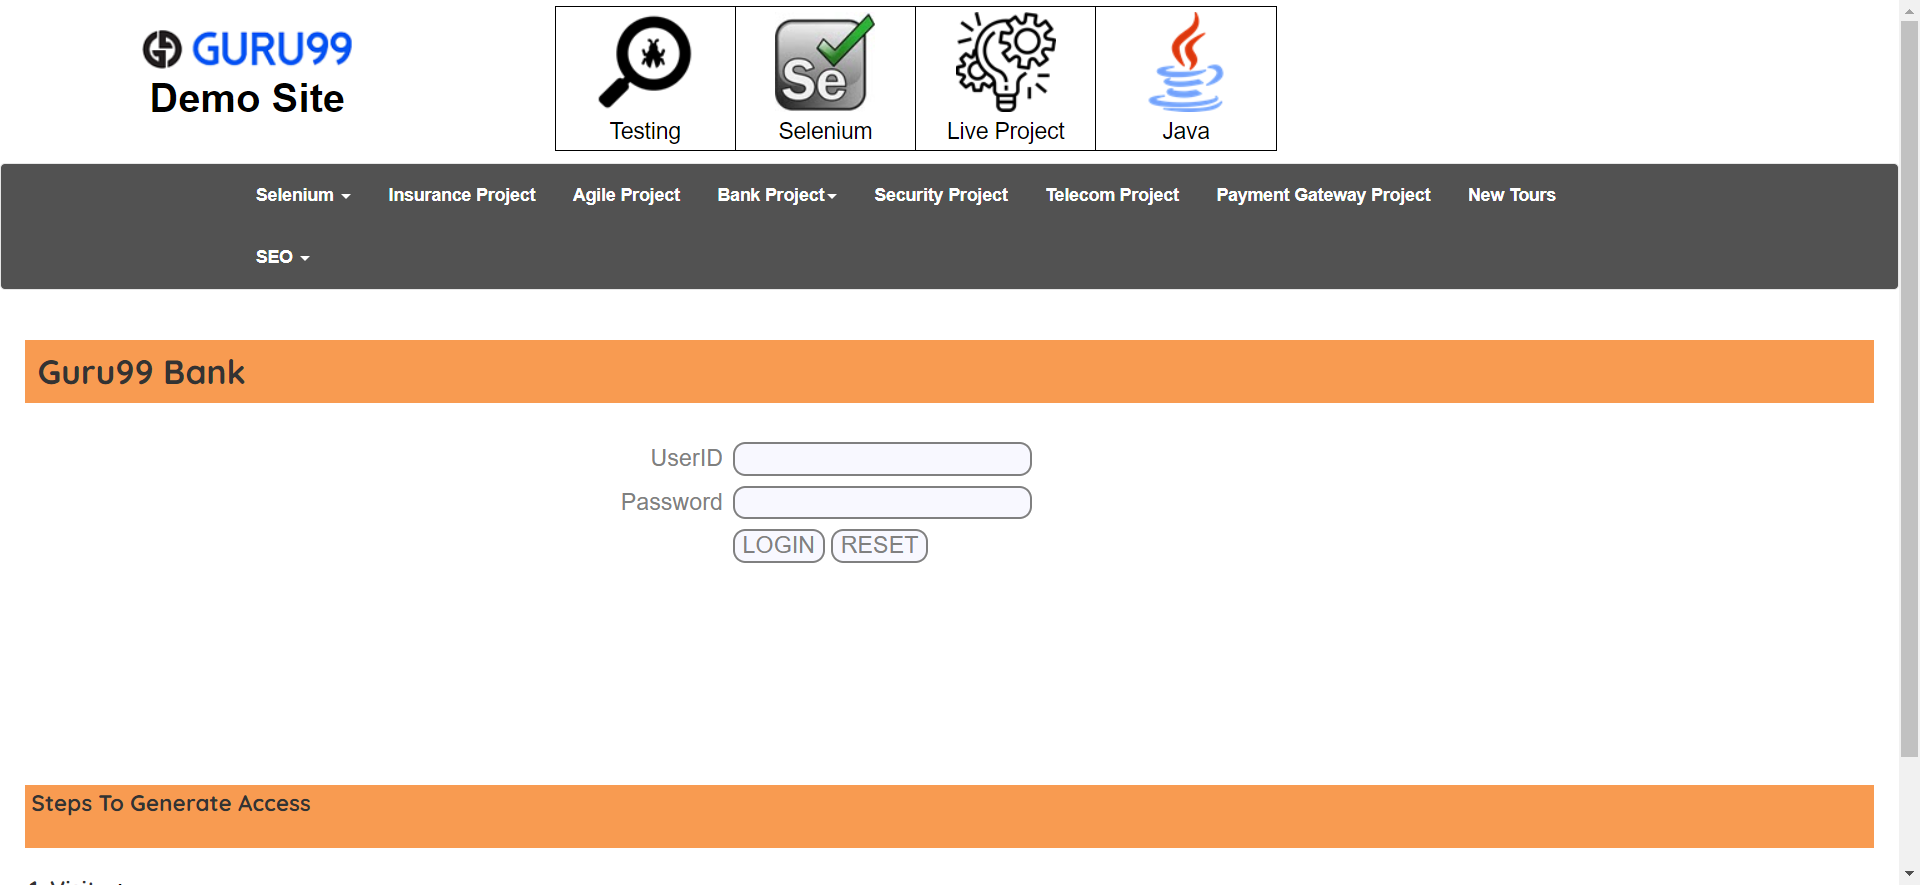 GURU99
Demo Site
Se
Testing
Selenium
Live Project
Java
Selenium
Insurance Project
Agile Project
Bank Project
Security Project
Telecom Project
Payment Gateway Project
New Tours
SEO
Guru99 Bank
UserID
Password
LOGIN RESET
Steps To Generate Access